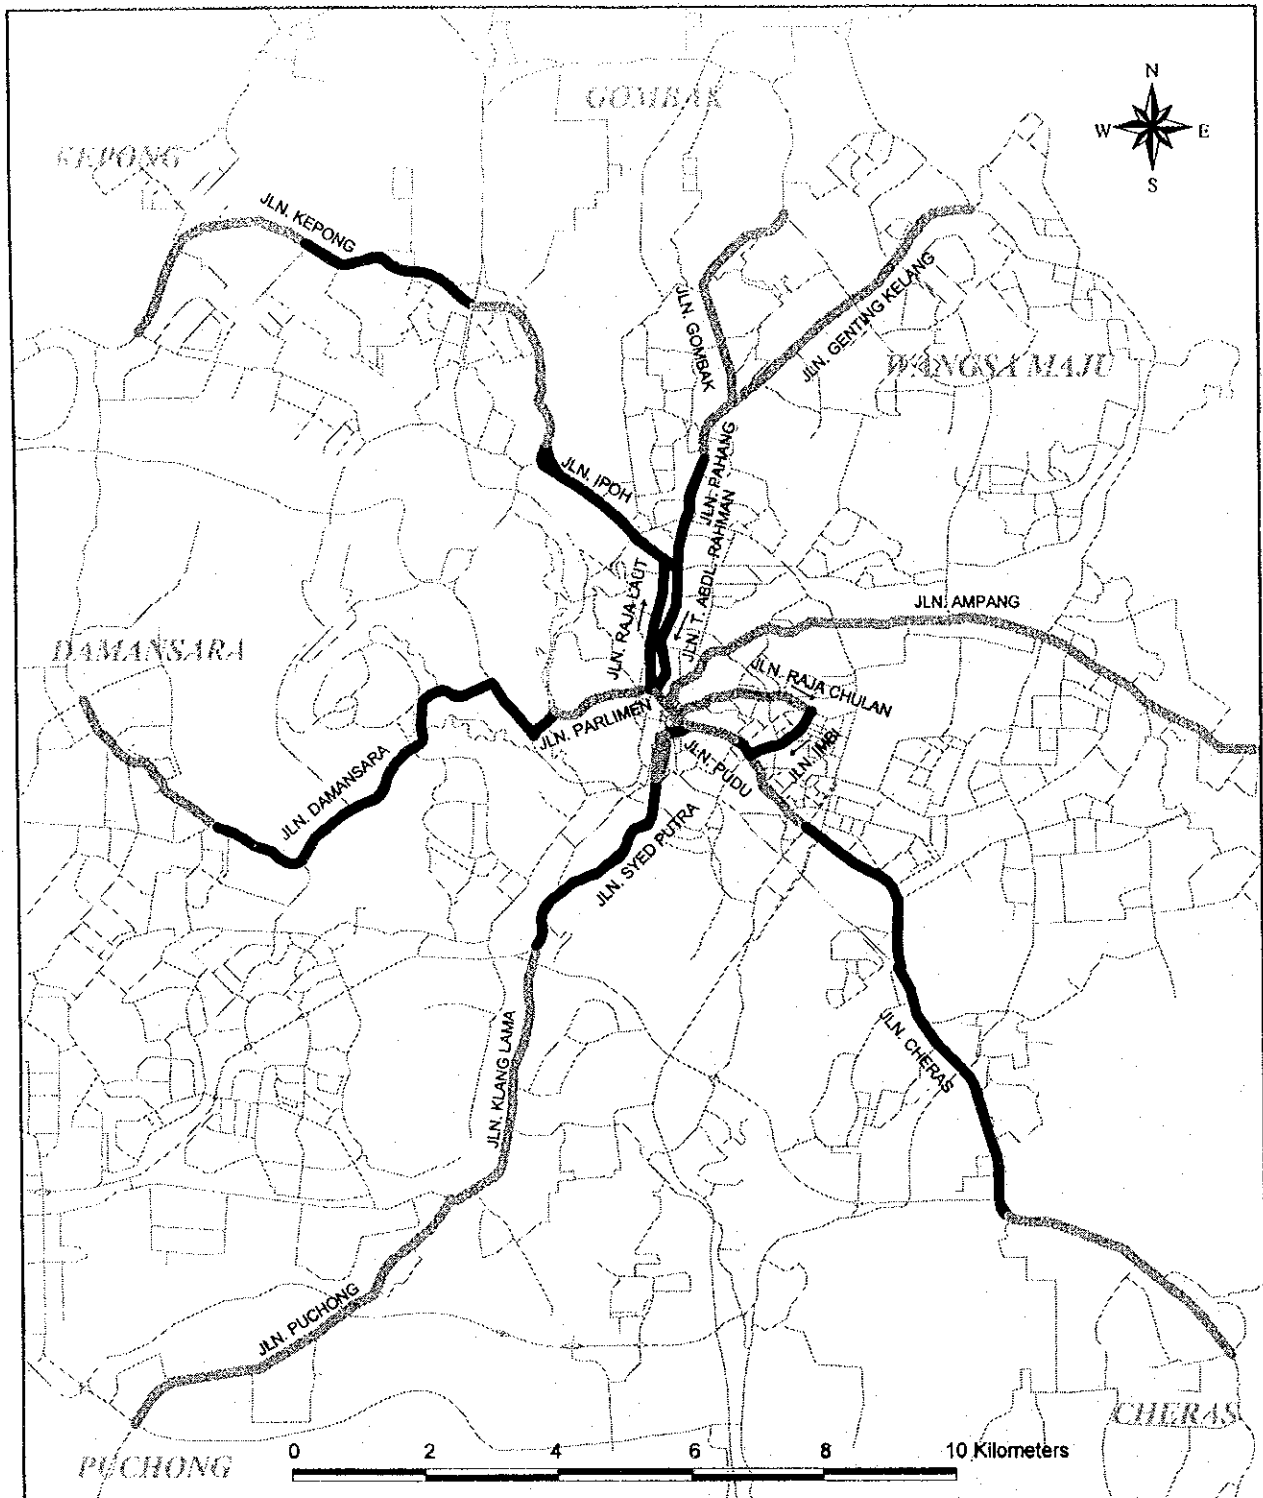 N
GOMBAK
W E
KEPONG
S
JLN. KEPONG
JLN. GOMBAK
JLN. GENTING KELANG
WANGSA MAJU
JLN. PAHANG
JLN. IPOH
JLN. T. ABDL. RAHMAN
JLN. RAJA LAUT
JLN. AMPANG
DAMANSARA
JLN. RAJA CHULAN
JLN. PARLIMEN
JLN. IMBI
JLN. PUDU
JLN. DAMANSARA
JLN. SYED PUTRA
JLN. CHERAS
JLN. KLANG LAMA
JLN. PUCHONG
CHERAS
PUCHONG
0 2 4 6 8 10 Kilometers